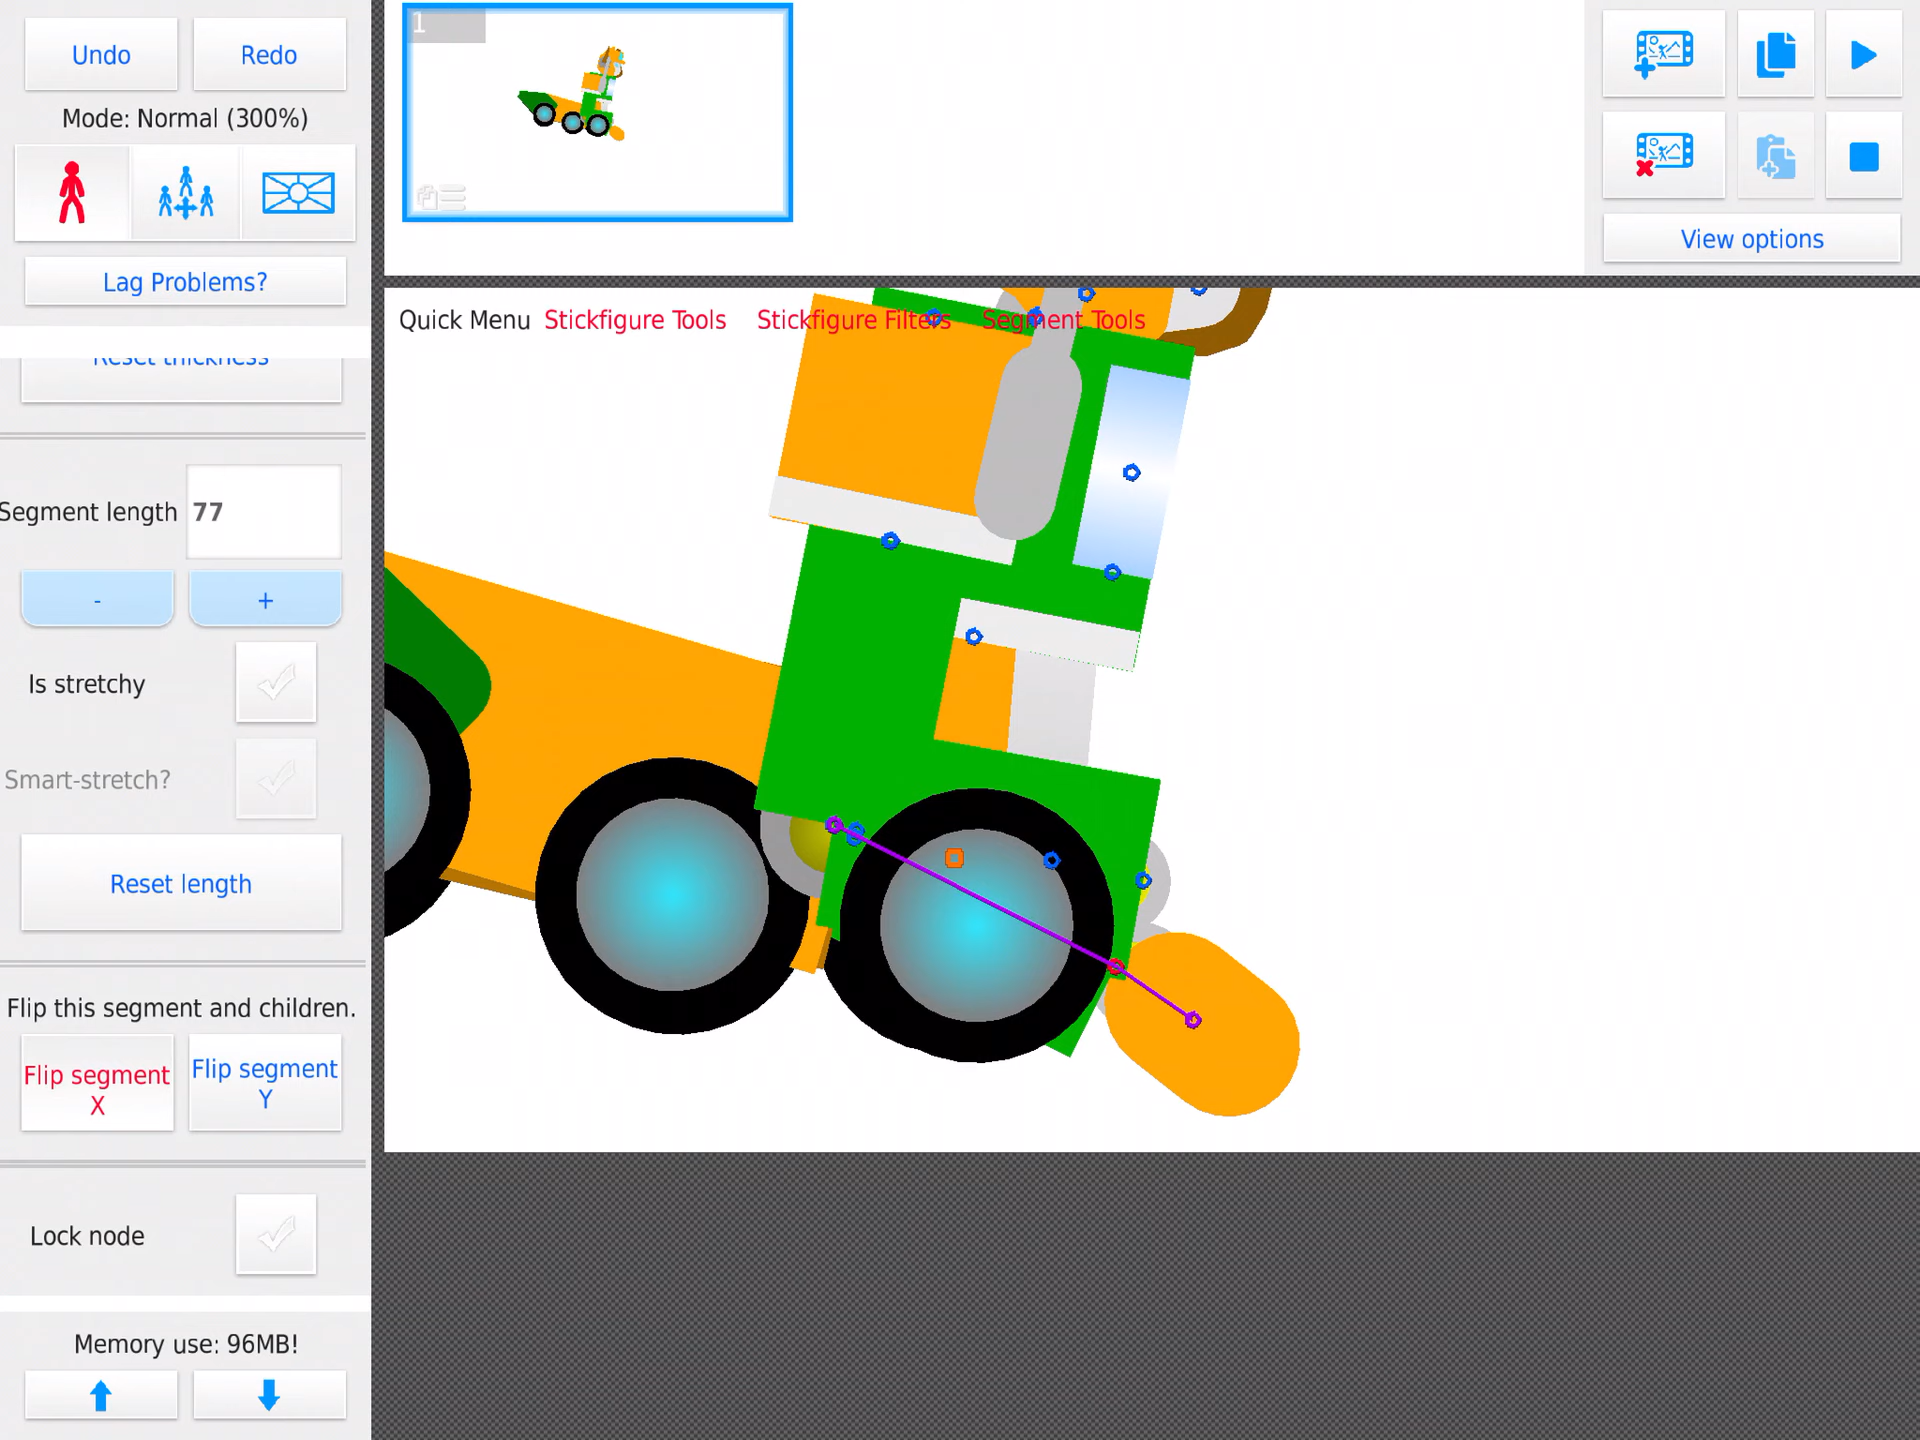 Undo
Redo
Mode: Normal (300%)
Lag Problems?
Reset thickness
Segment length 77
-
+
Is stretchy
Smart-stretch?
Reset length
Flip this segment and children.
Flip segment X
Flip segment Y
Lock node
Memory use: 96MB!
1
View options
Quick Menu Stickfigure Tools Stickfigure Filters Segment Tools